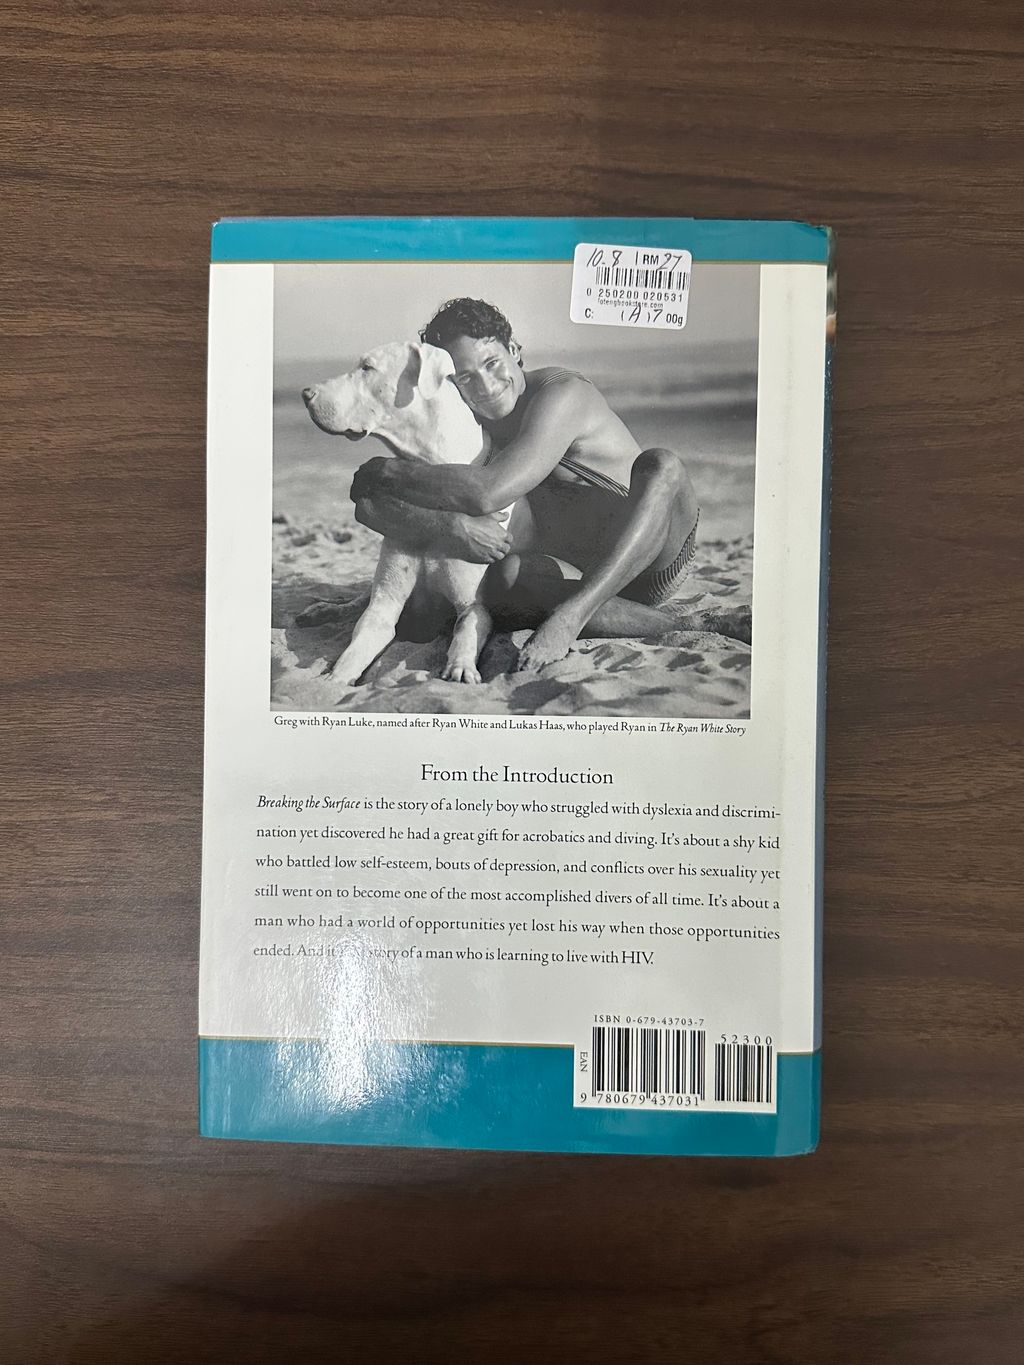 10.8 | RM 27
0 250200 020531
C: (A) 7 00g
Greg with Ryan Luke, named after Ryan White and Lukas Haas, who played Ryan in The Ryan White Story
From the Introduction
Breaking the Surface is the story of a lonely boy who struggled with dyslexia and discrimi-
nation yet discovered he had a great gift for acrobatics and diving. It's about a shy kid
who battled low self-esteem, bouts of depression, and conflicts over his sexuality yet
still went on to become one of the most accomplished divers of all time. It's about a
man who had a world of opportunities yet lost his way when those opportunities
ended. And story of a man who is learning to live with HIV.
ISBN 0-679-43703-7
52300
EAN
9 780679 437031